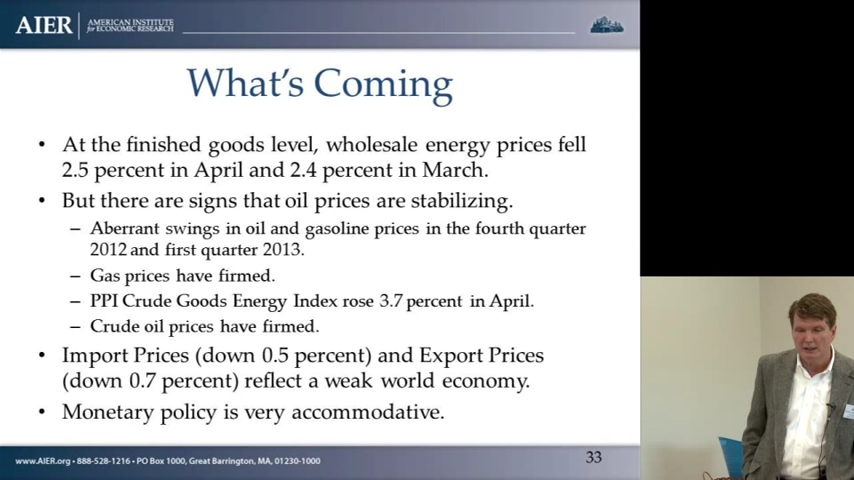 AIER
AMERICAN INSTITUTE
for ECONOMIC RESEARCH
What's Coming
• At the finished goods level, wholesale energy prices fell
2.5 percent in April and 2.4 percent in March.
• But there are signs that oil prices are stabilizing.
– Aberrant swings in oil and gasoline prices in the fourth quarter
2012 and first quarter 2013.
– Gas prices have firmed.
– PPI Crude Goods Energy Index rose 3.7 percent in April.
– Crude oil prices have firmed.
• Import Prices (down 0.5 percent) and Export Prices
(down 0.7 percent) reflect a weak world economy.
• Monetary policy is very accommodative.
www.AIER.org • 888-528-1216 • PO Box 1000, Great Barrington, MA, 01230-1000
33